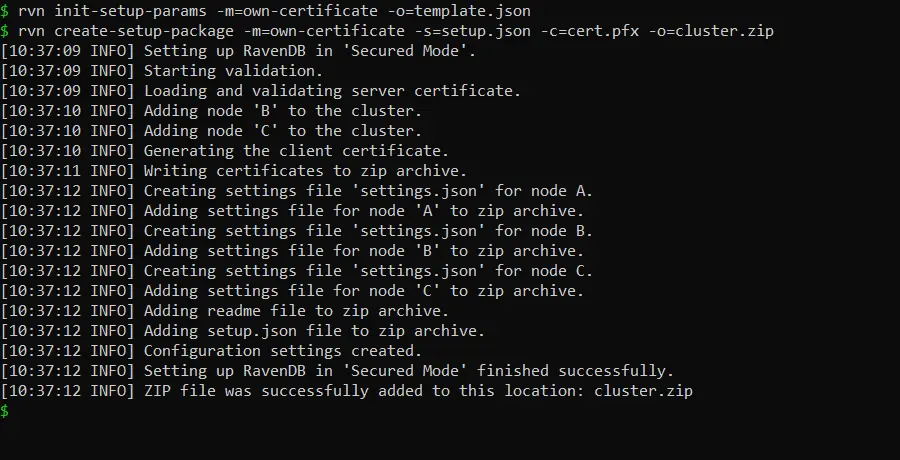 $ rvn init-setup-params -m=own-certificate -o=template.json
$ rvn create-setup-package -m=own-certificate -s=setup.json -c=cert.pfx -o=cluster.zip
[10:37:09 INFO] Setting up RavenDB in 'Secured Mode'.
[10:37:09 INFO] Starting validation.
[10:37:09 INFO] Loading and validating server certificate.
[10:37:10 INFO] Adding node 'B' to the cluster.
[10:37:10 INFO] Adding node 'C' to the cluster.
[10:37:10 INFO] Generating the client certificate.
[10:37:11 INFO] Writing certificates to zip archive.
[10:37:12 INFO] Creating settings file 'settings.json' for node A.
[10:37:12 INFO] Adding settings file for node 'A' to zip archive.
[10:37:12 INFO] Creating settings file 'settings.json' for node B.
[10:37:12 INFO] Adding settings file for node 'B' to zip archive.
[10:37:12 INFO] Creating settings file 'settings.json' for node C.
[10:37:12 INFO] Adding settings file for node 'C' to zip archive.
[10:37:12 INFO] Adding readme file to zip archive.
[10:37:12 INFO] Adding setup.json file to zip archive.
[10:37:12 INFO] Configuration settings created.
[10:37:12 INFO] Setting up RavenDB in 'Secured Mode' finished successfully.
[10:37:12 INFO] ZIP file was successfully added to this location: cluster.zip
$